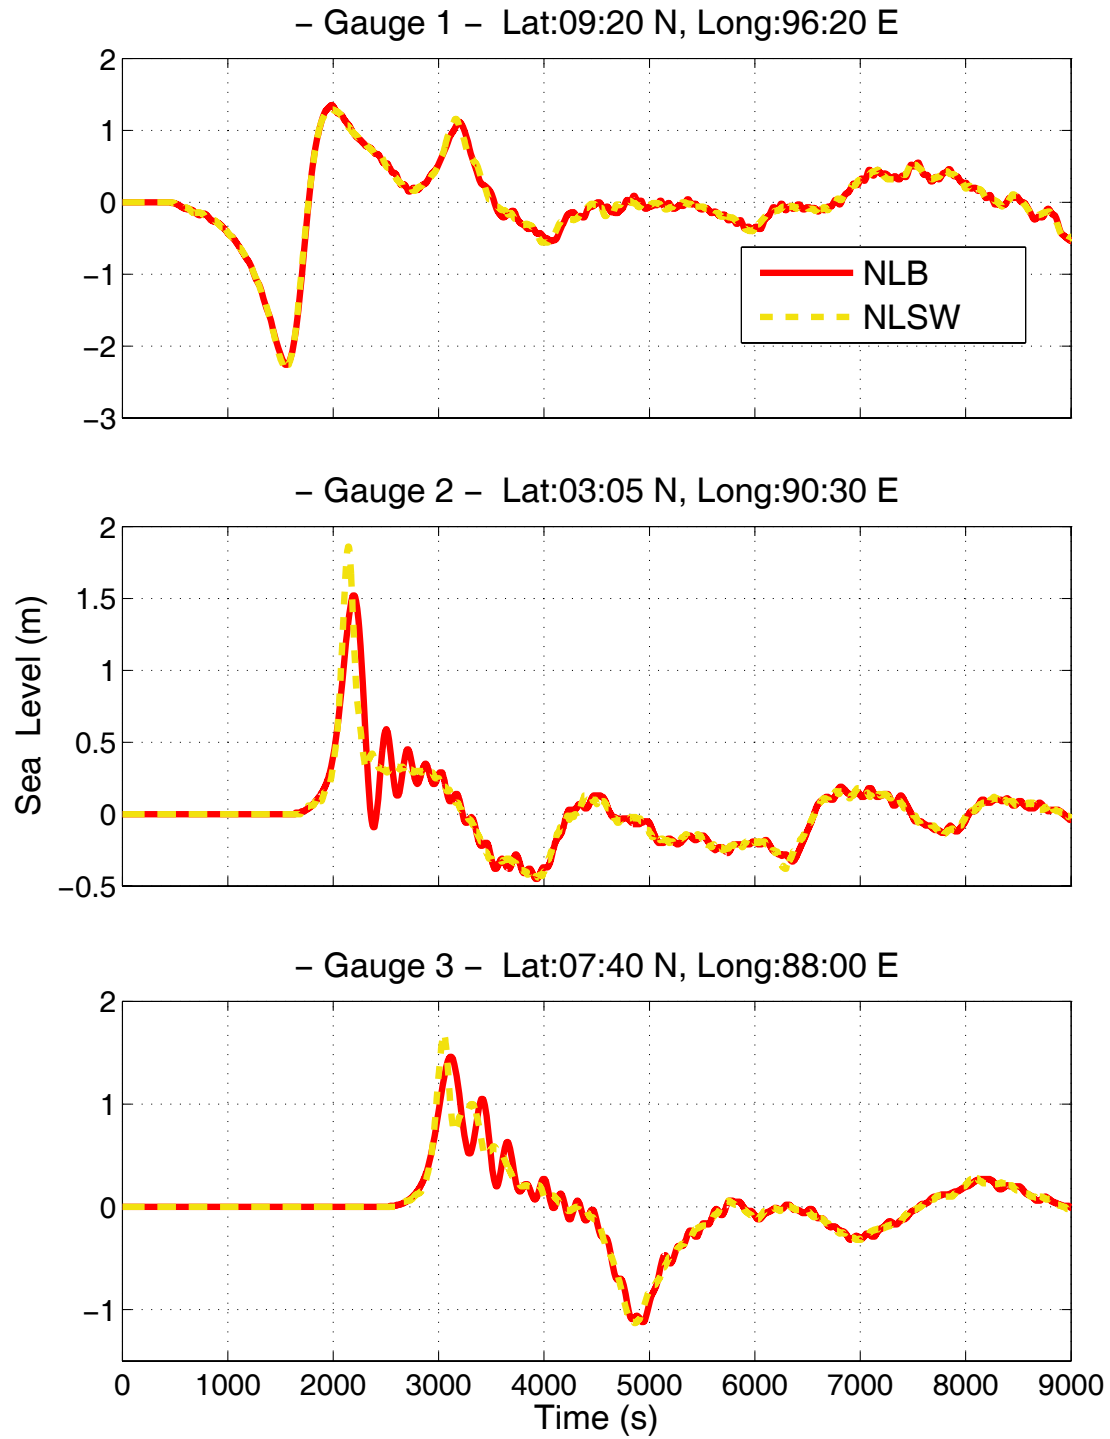 – Gauge 1 –  Lat:09:20 N, Long:96:20 E
2
1
0
−1
−2
−3
NLB
NLSW
– Gauge 2 –  Lat:03:05 N, Long:90:30 E
2
1.5
1
0.5
0
−0.5
Sea Level (m)
– Gauge 3 –  Lat:07:40 N, Long:88:00 E
2
1
0
−1
0 1000 2000 3000 4000 5000 6000 7000 8000 9000
Time (s)